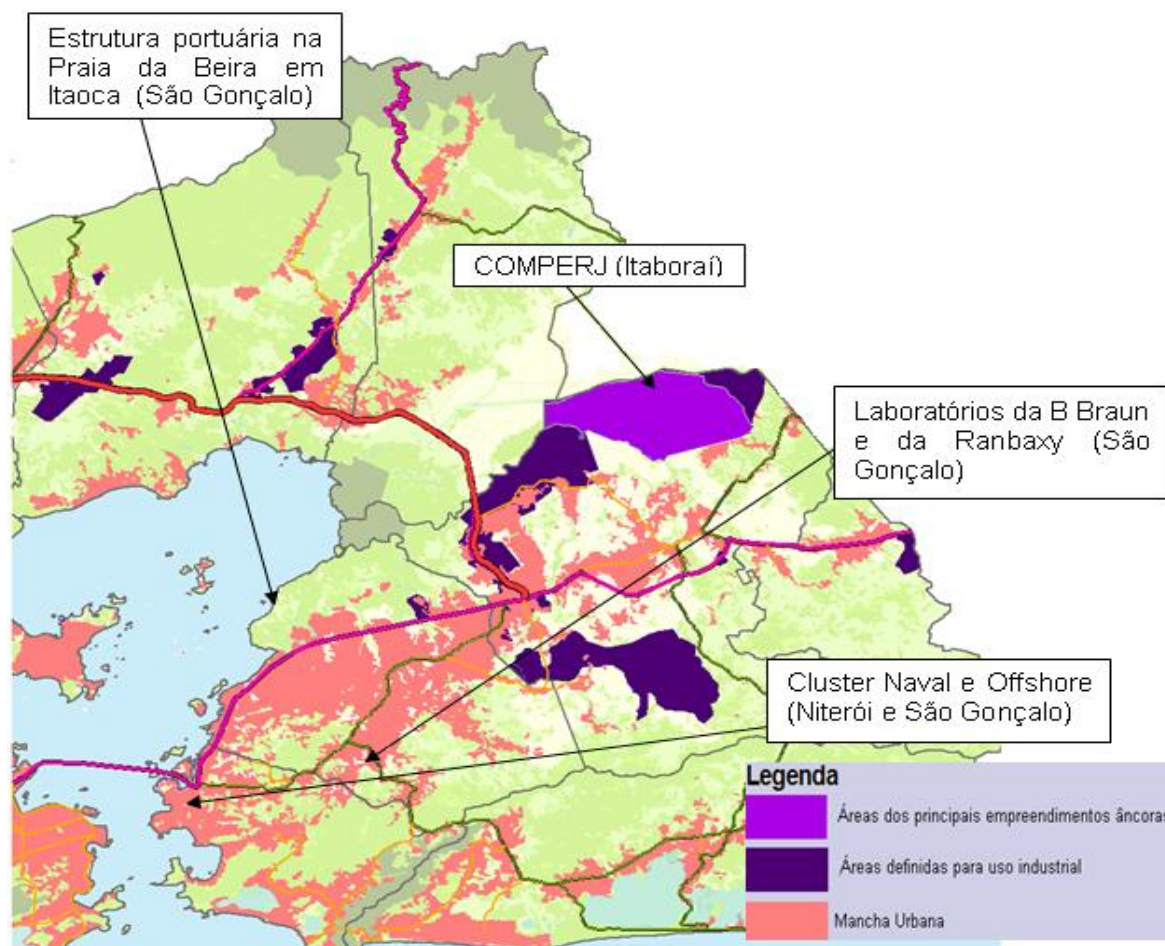 Estrutura portuária na
Praia da Beira em
Itaoca (São Gonçalo)
COMPERJ (Itaboraí)
Laboratórios da B Braun
e da Ranbaxy (São
Gonçalo)
Cluster Naval e Offshore
(Niterói e São Gonçalo)
Legenda
Áreas dos principais empreendimentos âncoras
Áreas definidas para uso industrial
Mancha Urbana